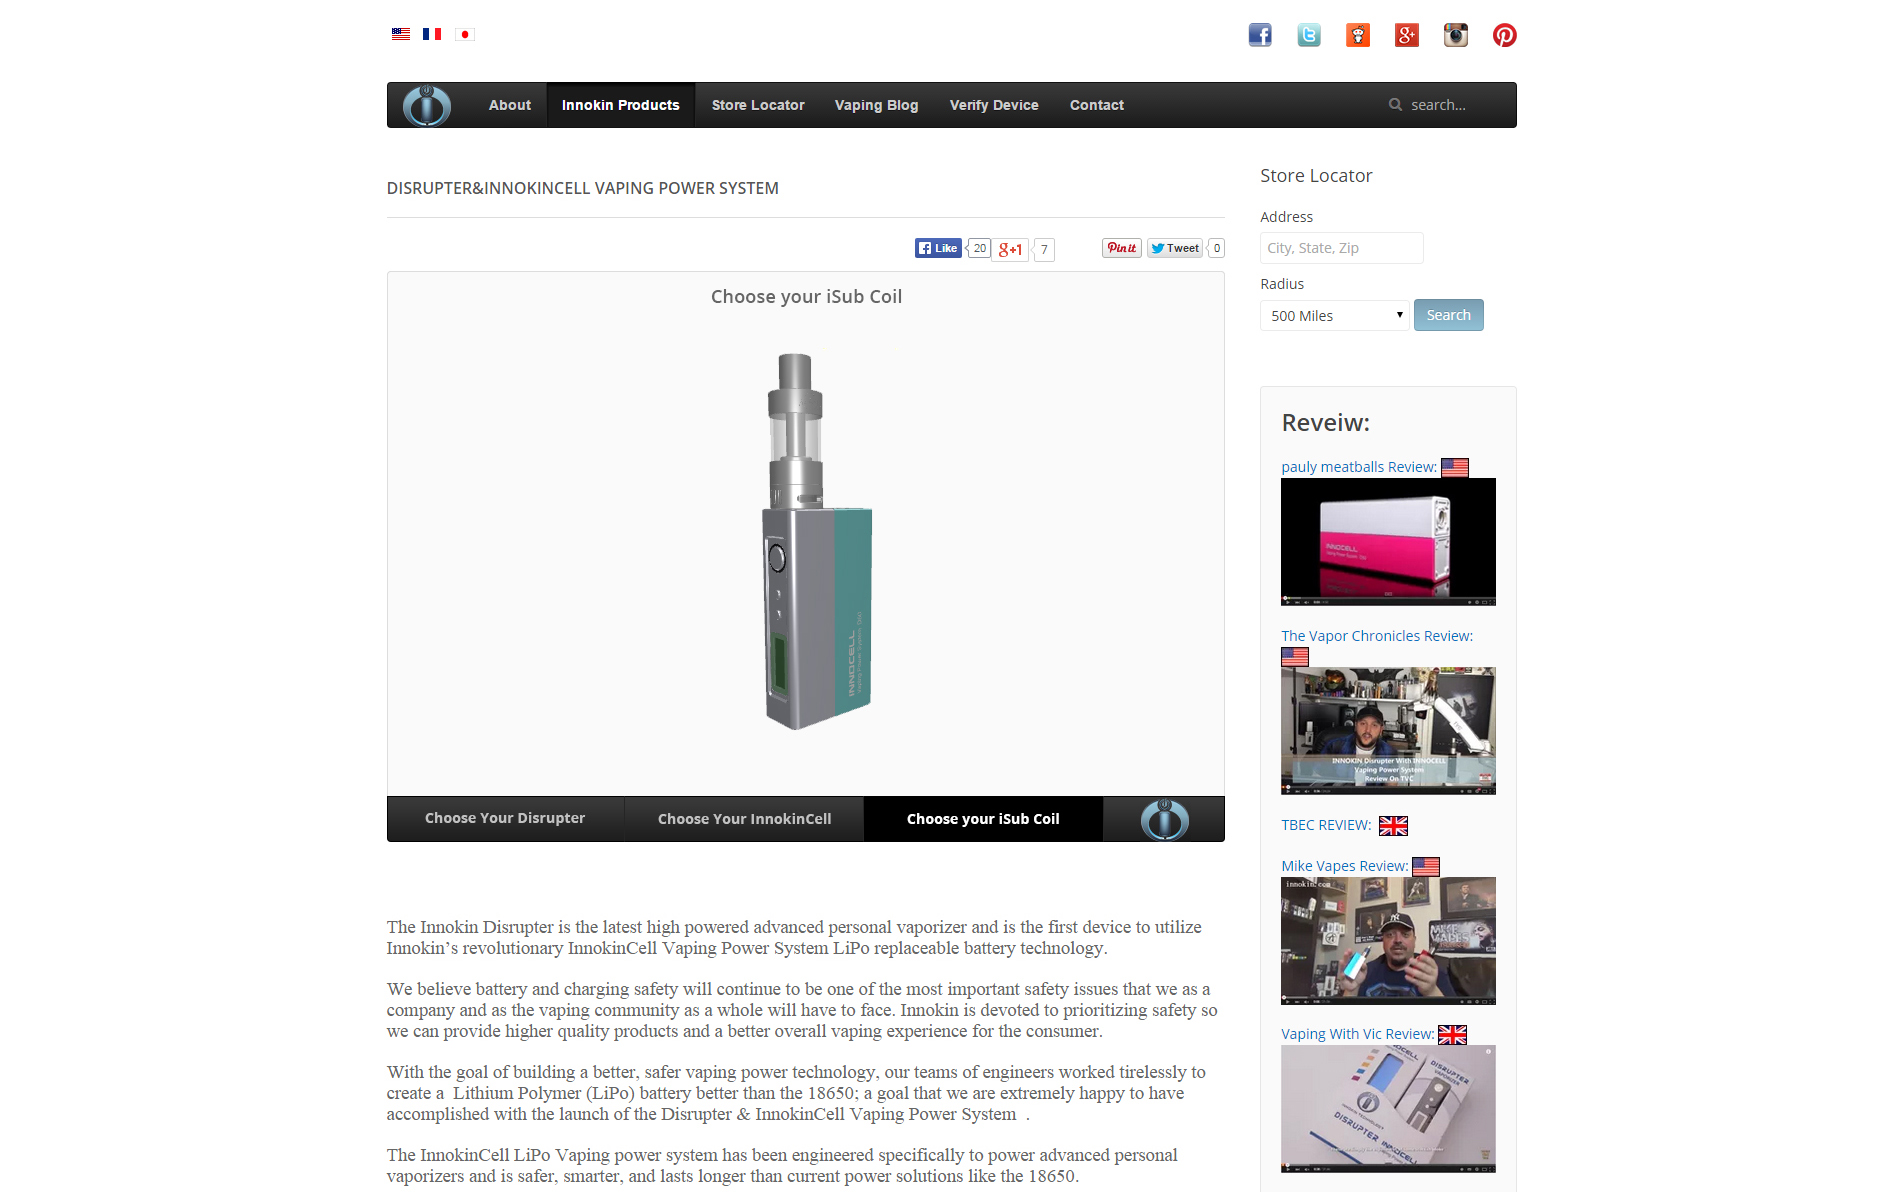 About
Innokin Products
Store Locator
Vaping Blog
Verify Device
Contact
search...
DISRUPTER&INNOKINCELL VAPING POWER SYSTEM
Like 20
g+1 7
Pin it
Tweet 0
Choose your iSub Coil
INNOCELL
Choose Your Disrupter
Choose Your InnokinCell
Choose your iSub Coil
The Innokin Disrupter is the latest high powered advanced personal vaporizer and is the first device to utilize
Innokin’s revolutionary InnokinCell Vaping Power System LiPo replaceable battery technology.
We believe battery and charging safety will continue to be one of the most important safety issues that we as a
company and as the vaping community as a whole will have to face. Innokin is devoted to prioritizing safety so
we can provide higher quality products and a better overall vaping experience for the consumer.
With the goal of building a better, safer vaping power technology, our teams of engineers worked tirelessly to
create a  Lithium Polymer (LiPo) battery better than the 18650; a goal that we are extremely happy to have
accomplished with the launch of the Disrupter & InnokinCell Vaping Power System  .
The InnokinCell LiPo Vaping power system has been engineered specifically to power advanced personal
vaporizers and is safer, smarter, and lasts longer than current power solutions like the 18650.
Store Locator
Address
City, State, Zip
Radius
500 Miles
Search
Reveiw:
pauly meatballs Review:
INNOCELL
The Vapor Chronicles Review:
INNOKIN Disrupter With INNOCELL
Vaping Power System
Review On TVC
TBEC REVIEW:
Mike Vapes Review:
innokin.com
MIKE VAPES
Vaping With Vic Review:
INNOCELL
DISRUPTER
VAPORIZER
INNOKIN TECHNOLOGY
DISRUPTER INNOCELL